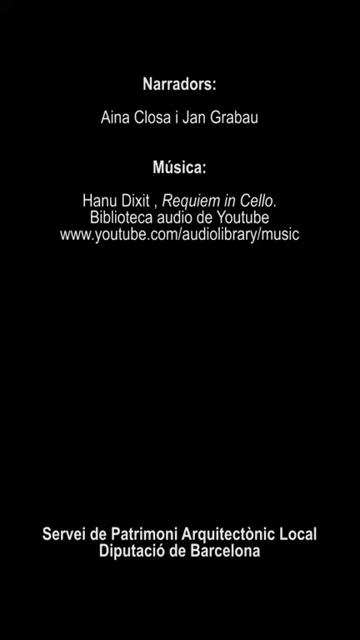 Narradors:
Aina Closa i Jan Grabau
Música:
Hanu Dixit , Requiem in Cello.
Biblioteca audio de Youtube
www.youtube.com/audiolibrary/music
Servei de Patrimoni Arquitectònic Local
Diputació de Barcelona